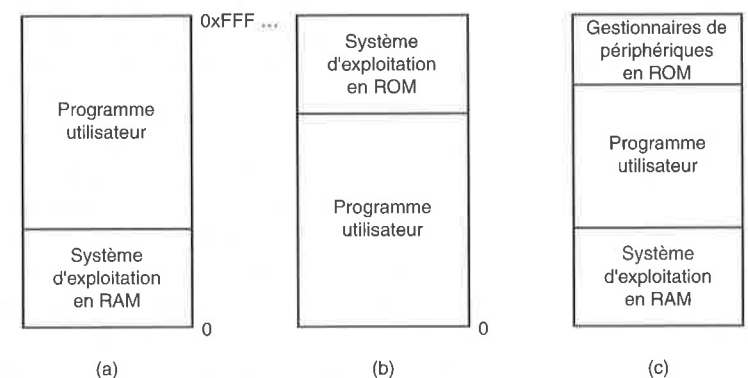 0xFFF ...
Programme
utilisateur
Système
d'exploitation
en RAM
0
(a)
Système
d'exploitation
en ROM
Programme
utilisateur
0
(b)
Gestionnaires de
périphériques
en ROM
Programme
utilisateur
Système
d'exploitation
en RAM
(c)